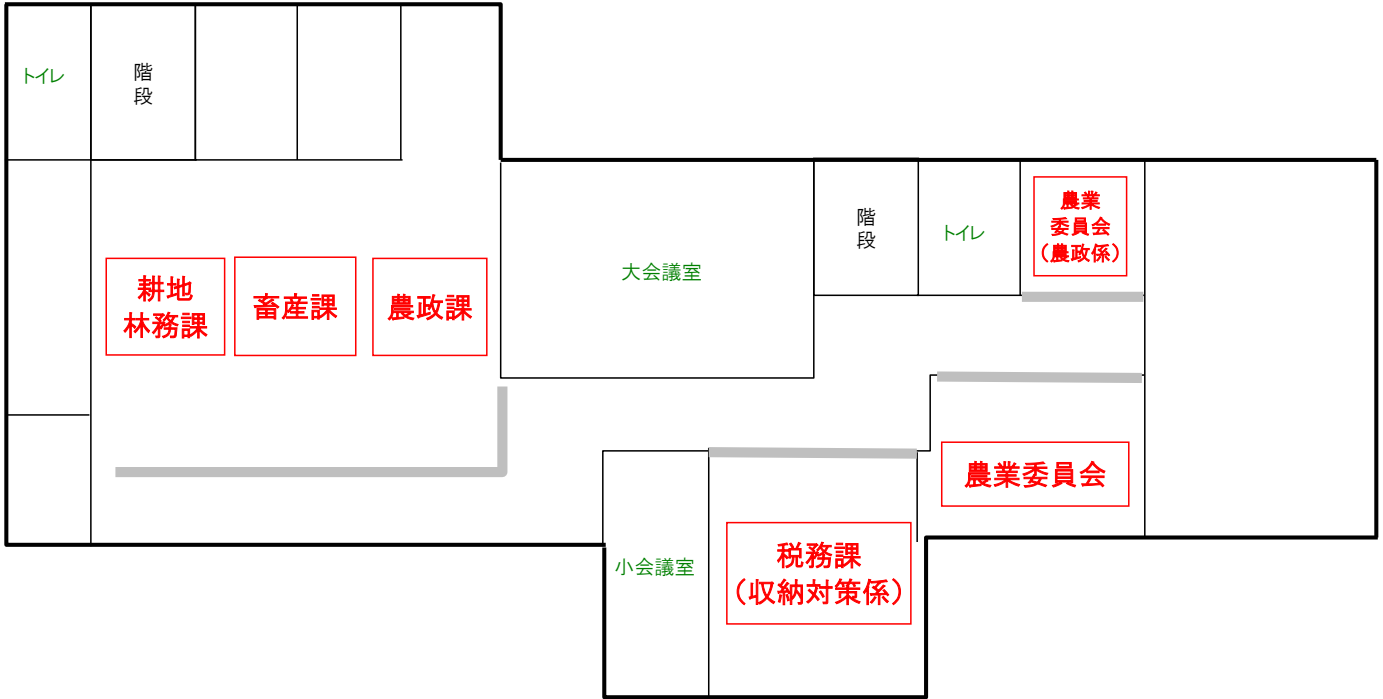 トイレ
階
段
耕地
林務課
畜産課
農政課
大会議室
階
段
トイレ
農業
委員会
（農政係）
農業委員会
小会議室
税務課
（収納対策係）